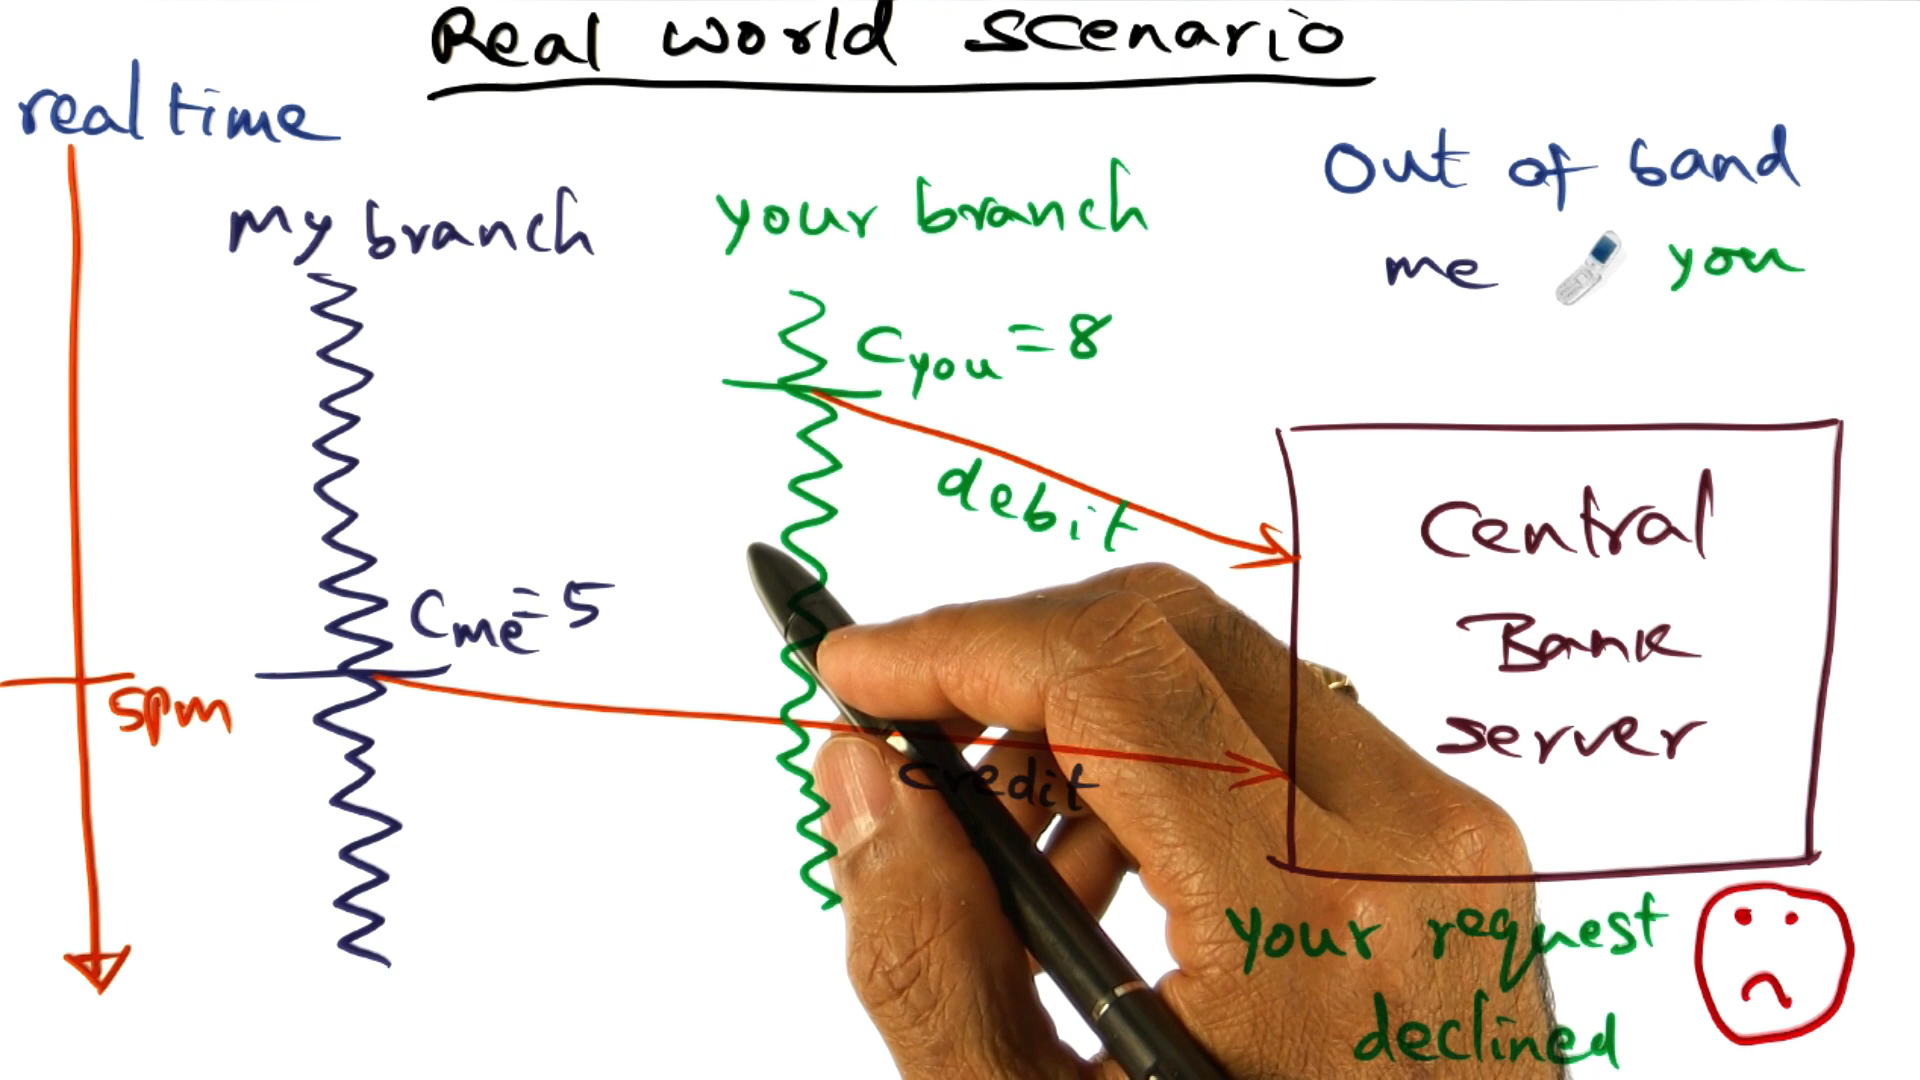 Real world scenario
real time
Out of band
me you
my branch
your branch
Cyou = 8
debit
Central
Bank
server
Cme = 5
5pm
credit
your request
declined